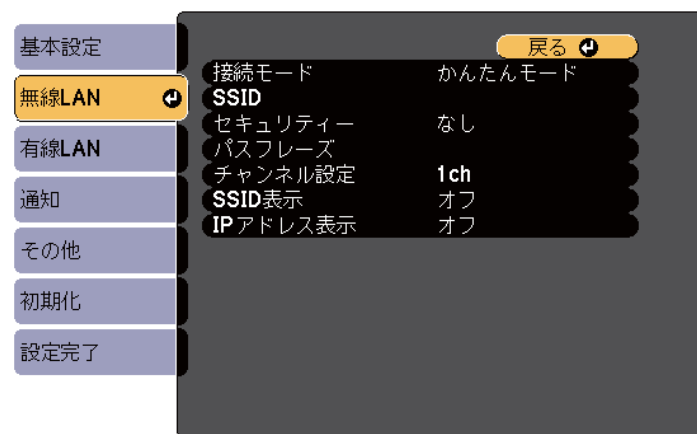 基本設定
無線LAN
有線LAN
通知
その他
初期化
設定完了
戻る
接続モード かんたんモード
SSID
セキュリティー なし
パスフレーズ
チャンネル設定 1ch
SSID表示 オフ
IPアドレス表示 オフ